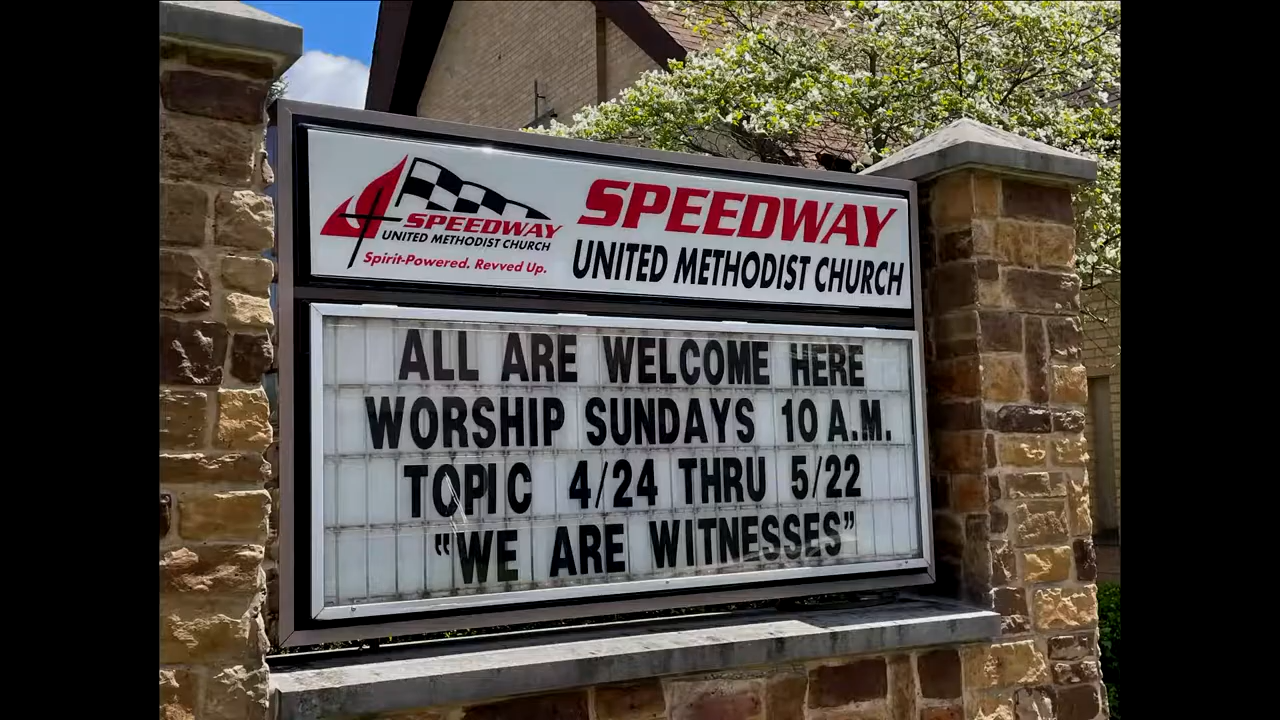 SPEEDWAY
UNITED METHODIST CHURCH
Spirit-Powered. Revved Up.
SPEEDWAY
UNITED METHODIST CHURCH
ALL ARE WELCOME HERE
WORSHIP SUNDAYS 10 A.M.
TOPIC 4/24 THRU 5/22
"WE ARE WITNESSES"